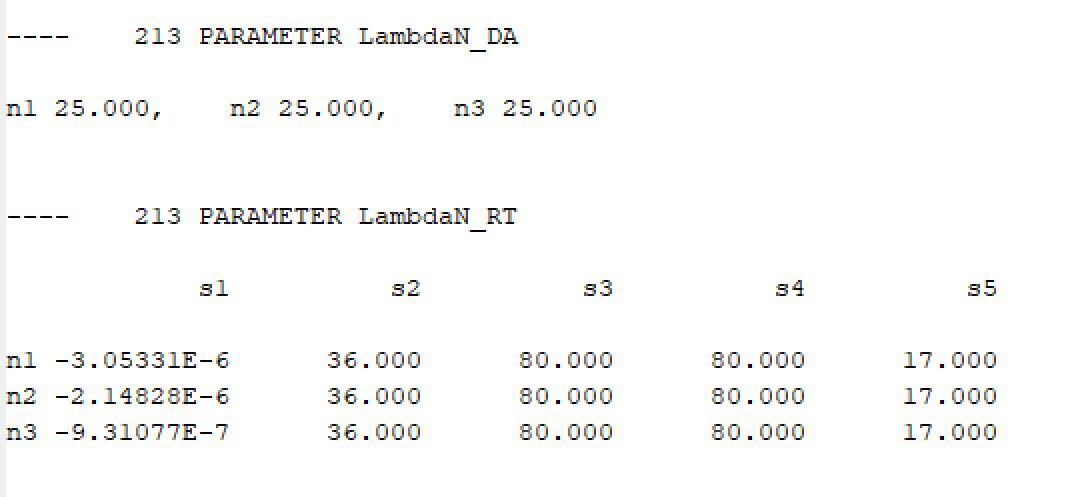 ----    213 PARAMETER LambdaN_DA
n1 25.000,    n2 25.000,    n3 25.000
----    213 PARAMETER LambdaN_RT
s1          s2          s3          s4          s5
n1 -3.05331E-6      36.000      80.000      80.000      17.000
n2 -2.14828E-6      36.000      80.000      80.000      17.000
n3 -9.31077E-7      36.000      80.000      80.000      17.000